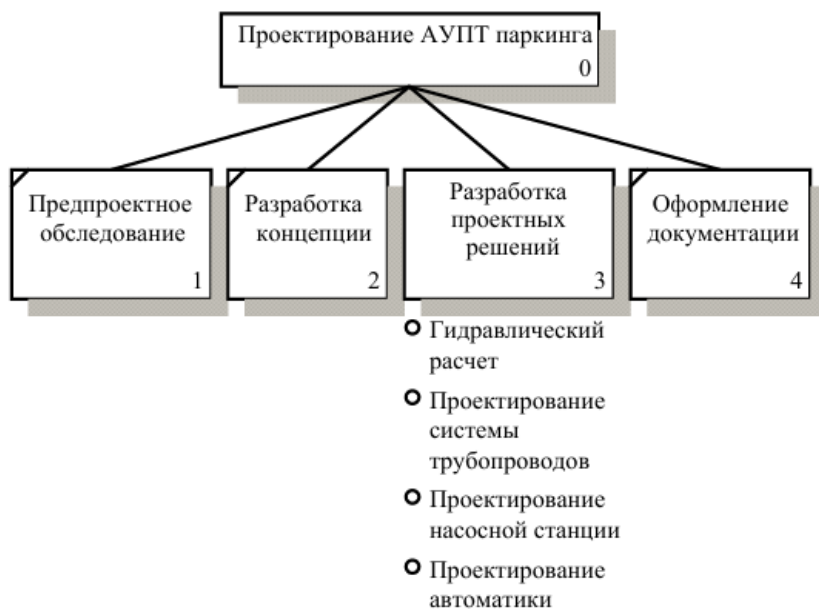 Проектирование АУПТ паркинга
0
Предпроектное
обследование
1
Разработка
концепции
2
Разработка
проектных
решений
3
Оформление
документации
4
Гидравлический
расчет
Проектирование
системы
трубопроводов
Проектирование
насосной станции
Проектирование
автоматики